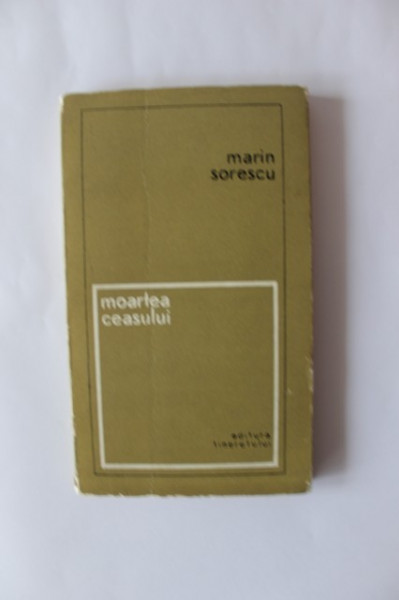 marin
sorescu
moartea
ceasului
editura
tineretului